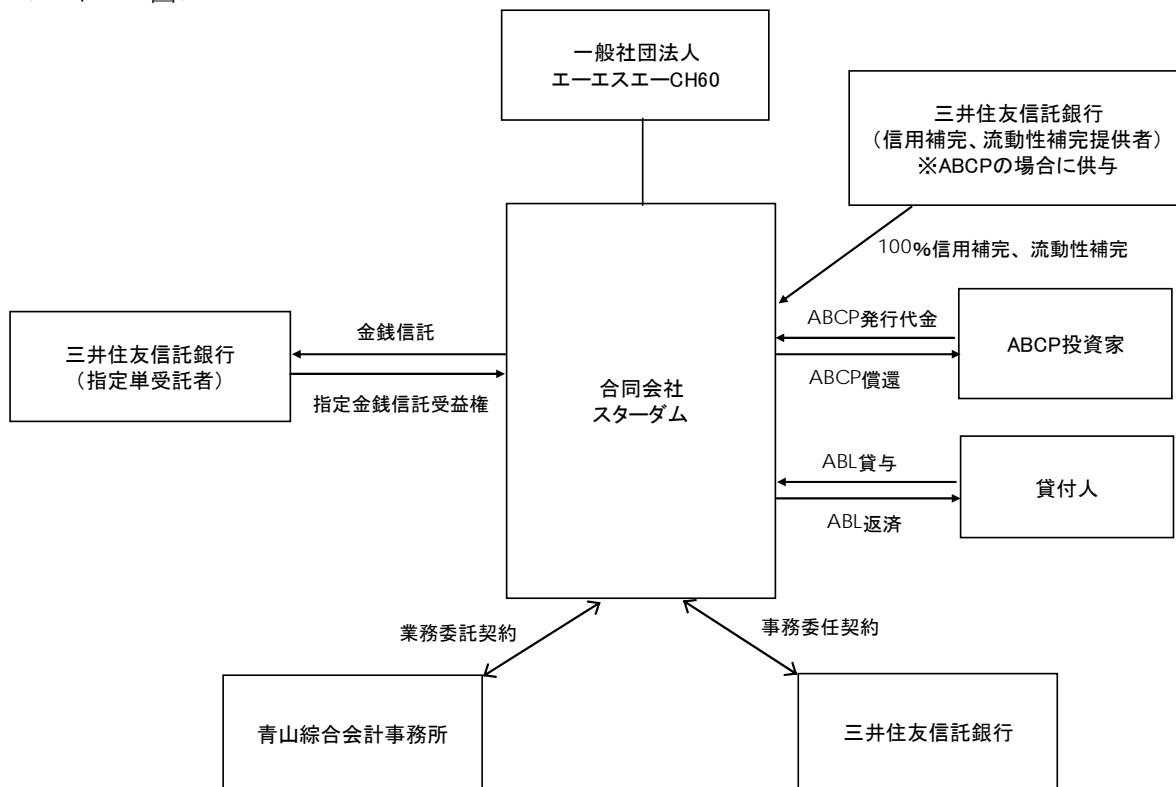 一般社団法人
エーエスエーCH60
三井住友信託銀行
（信用補完、流動性補完提供者）
※ABCPの場合に供与
100%信用補完、流動性補完
金銭信託
三井住友信託銀行
（指定単受託者）
指定金銭信託受益権
合同会社
スターダム
ABCP発行代金
ABCP償還
ABCP投資家
ABL貸与
ABL返済
貸付人
業務委託契約
事務委任契約
青山綜合会計事務所
三井住友信託銀行